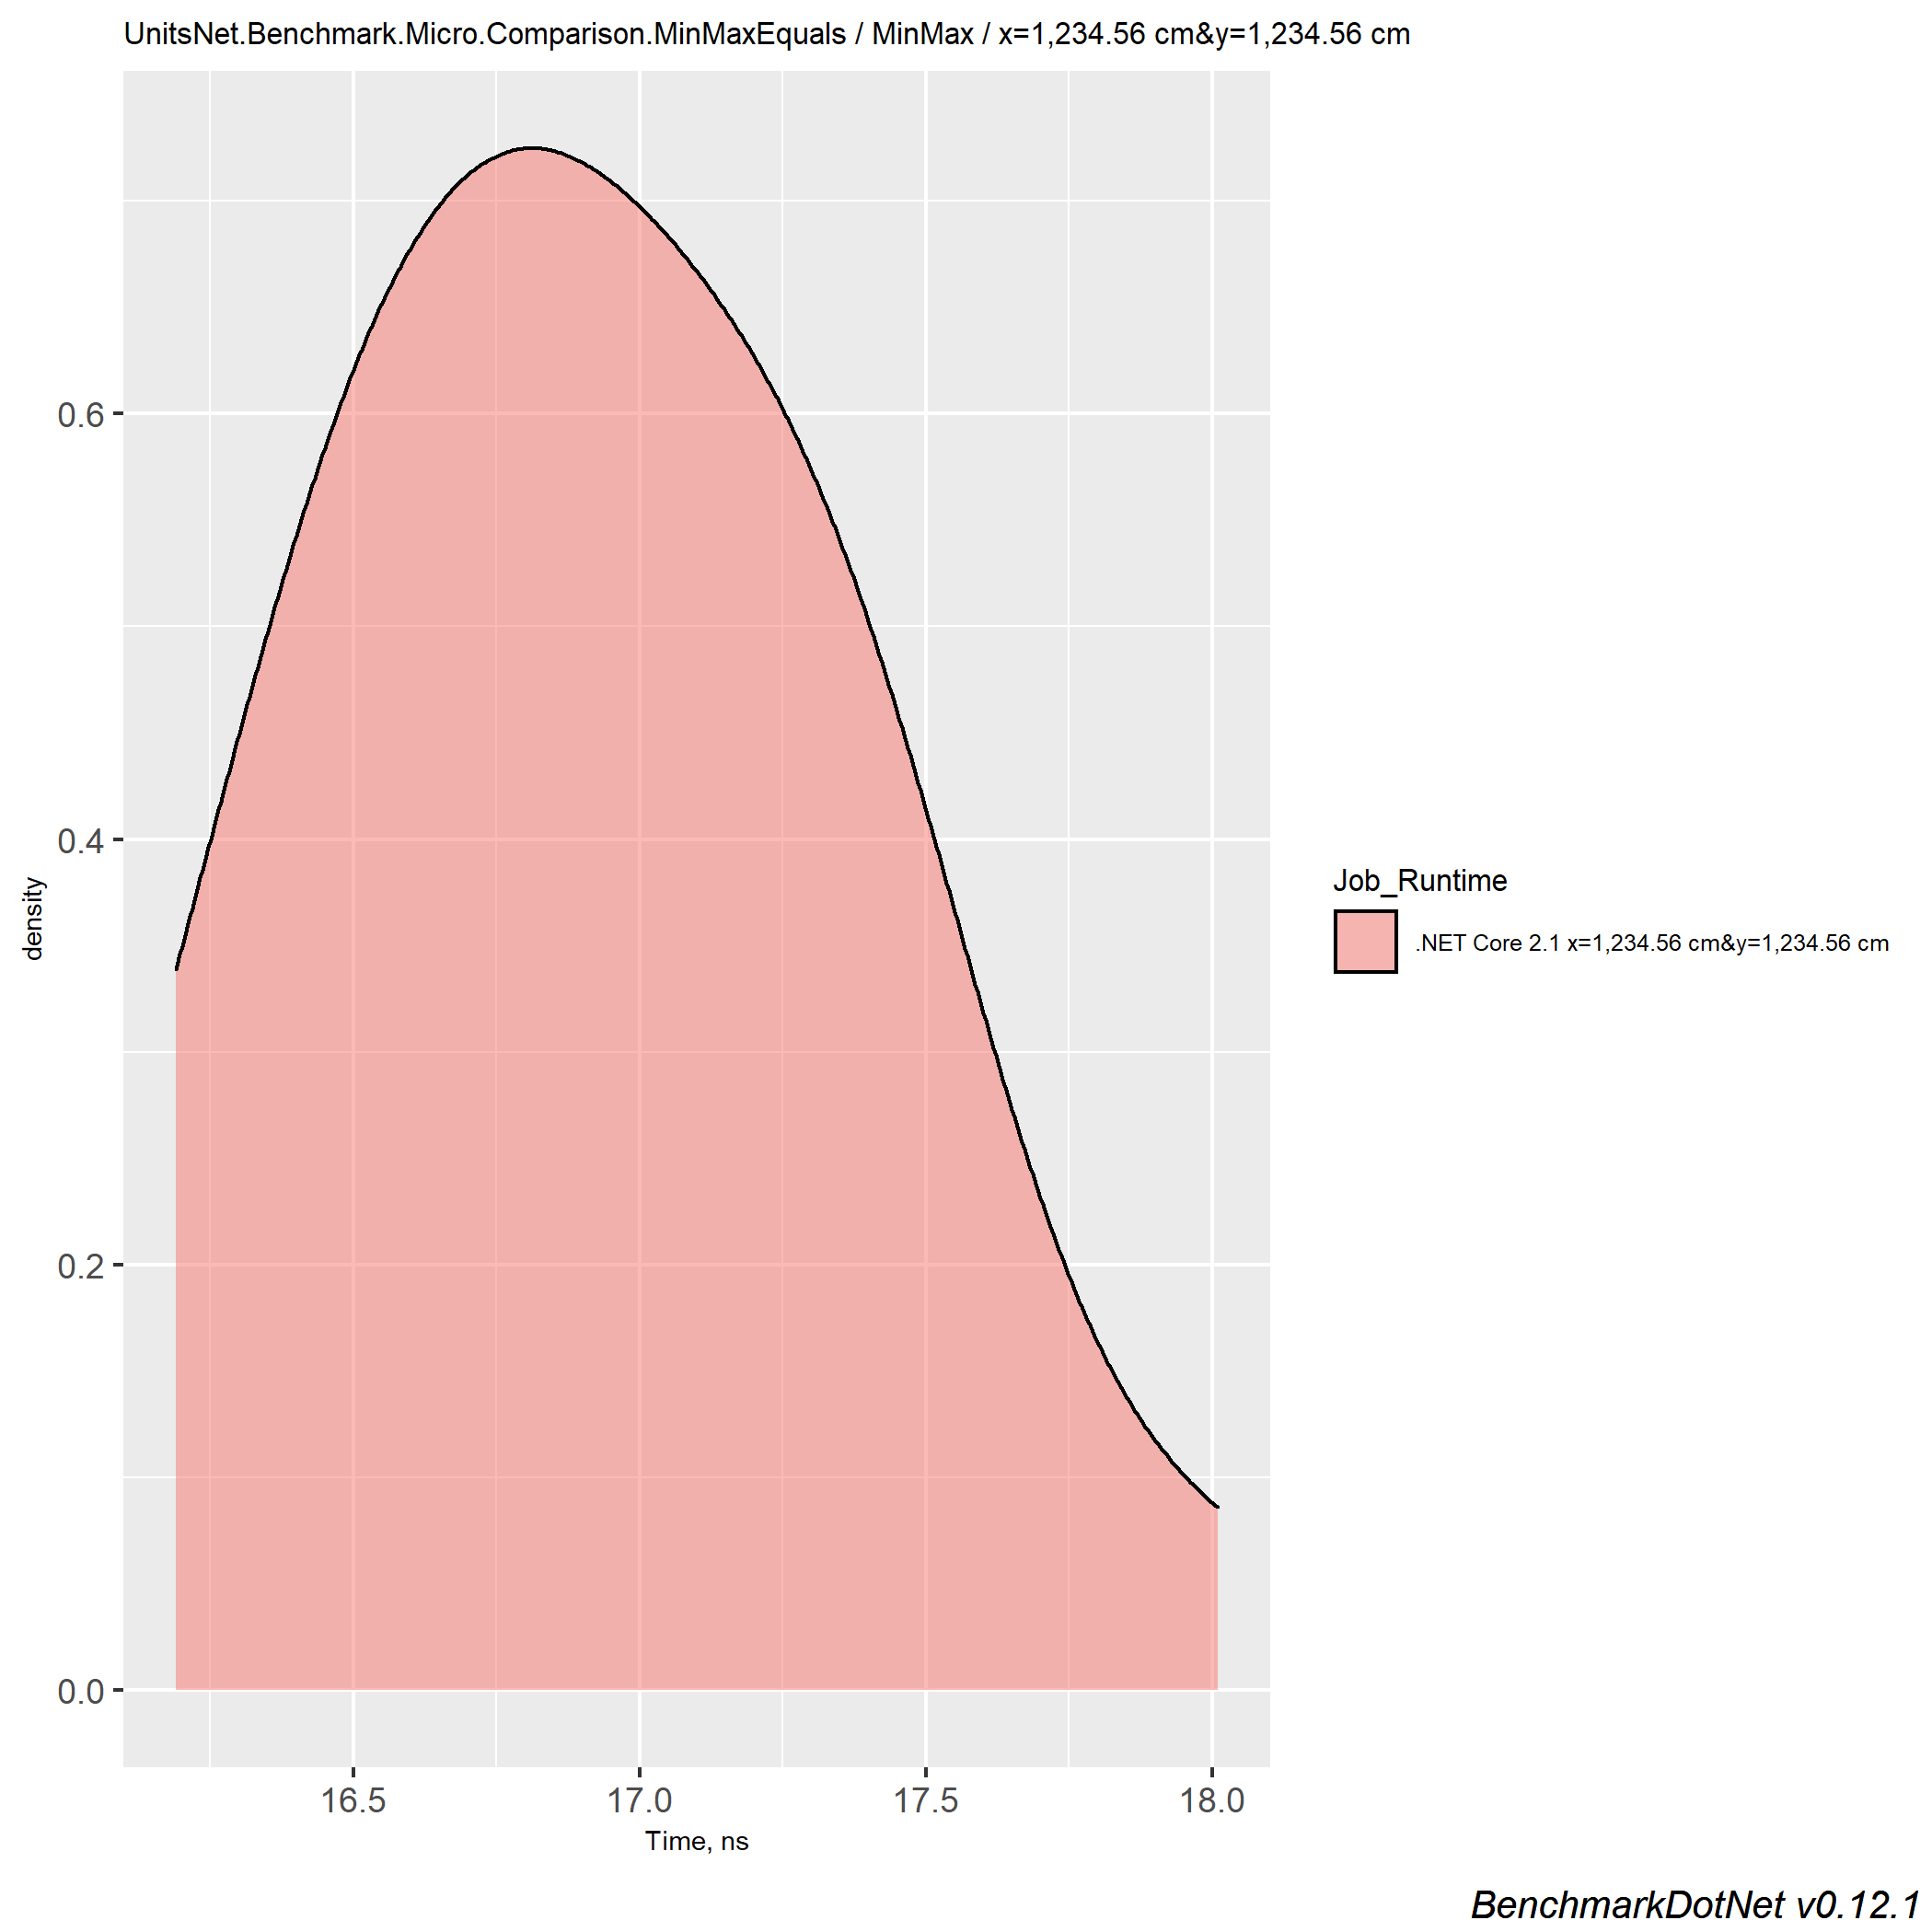 UnitsNet.Benchmark.Micro.Comparison.MinMaxEquals / MinMax / x=1,234.56 cm&y=1,234.56 cm
0.6
0.4
0.2
0.0
density
16.5 17.0 17.5 18.0
Time, ns
Job_Runtime
.NET Core 2.1 x=1,234.56 cm&y=1,234.56 cm
BenchmarkDotNet v0.12.1